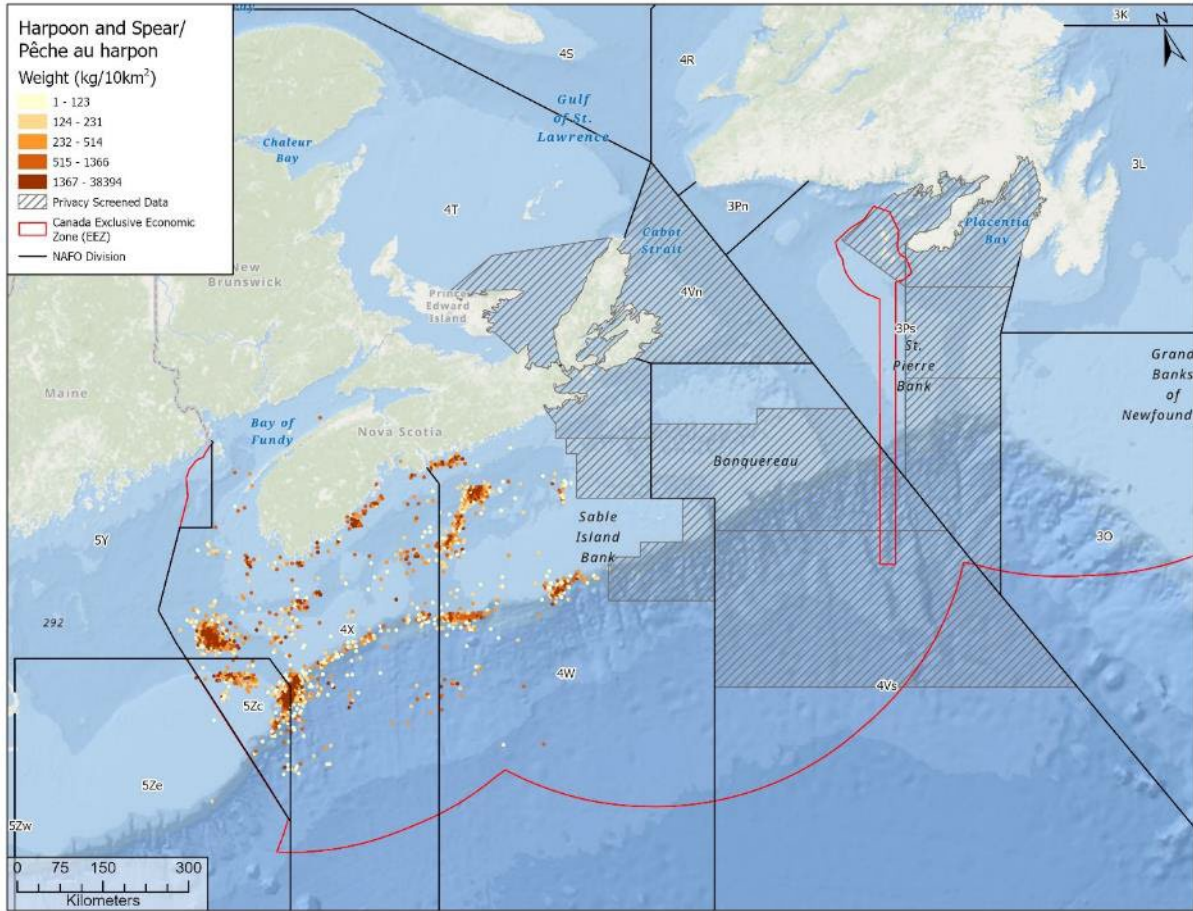 Harpoon and Spear/
Pêche au harpon
Weight (kg/10km²)
1 - 123
124 - 231
232 - 514
515 - 1366
1367 - 38394
Privacy Screened Data
Canada Exclusive Economic
Zone (EEZ)
NAFO Division
3K
N
4S
4R
Gulf
of St.
Lawrence
Chaleur
Bay
3L
4T
3Pn
Cabot
Strait
Placentia
Bay
New
Brunswick
Prince
Edward
Island
4Vn
3Ps
St.
Pierre
Bank
Grand
Banks
of
Newfound
Maine
Bay of
Fundy
Nova Scotia
Banquereau
Sable
Island
Bank
5Y
3O
292
4X
4W
4Vs
5Zc
5Ze
5Zw
0 75 150 300
Kilometers